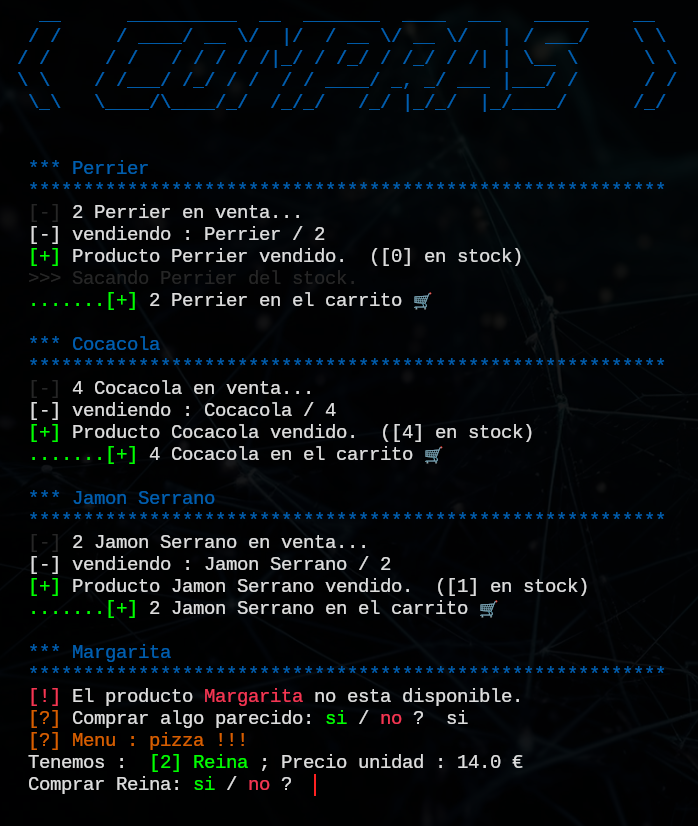 COMPRAS
*** Perrier
**********************************************************
[-] 2 Perrier en venta...
[-] vendiendo : Perrier / 2
[+] Producto Perrier vendido.  ([0] en stock)
>>> Sacando Perrier del stock.
.......[+] 2 Perrier en el carrito 🛒
*** Cocacola
**********************************************************
[-] 4 Cocacola en venta...
[-] vendiendo : Cocacola / 4
[+] Producto Cocacola vendido.  ([4] en stock)
.......[+] 4 Cocacola en el carrito 🛒
*** Jamon Serrano
**********************************************************
[-] 2 Jamon Serrano en venta...
[-] vendiendo : Jamon Serrano / 2
[+] Producto Jamon Serrano vendido.  ([1] en stock)
.......[+] 2 Jamon Serrano en el carrito 🛒
*** Margarita
**********************************************************
[!] El producto Margarita no esta disponible.
[?] Comprar algo parecido: si / no ?  si
[?] Menu : pizza !!!
Tenemos :  [2] Reina ; Precio unidad : 14.0 €
Comprar Reina: si / no ?